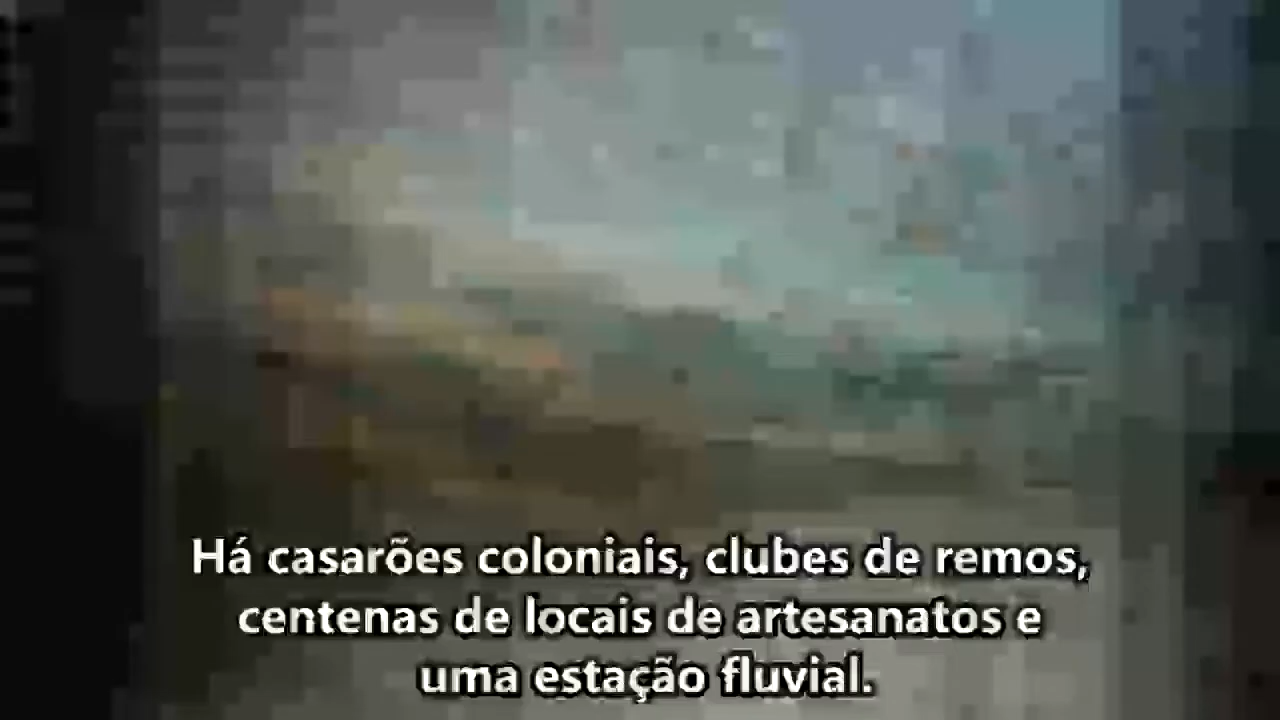 Há casarões coloniais, clubes de remos,
centenas de locais de artesanatos e
uma estação fluvial.